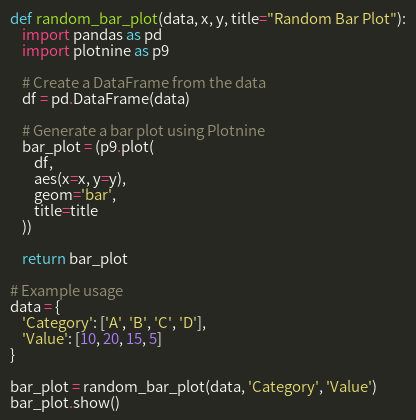 def random_bar_plot(data, x, y, title="Random Bar Plot"):
    import pandas as pd
    import plotnine as p9

    # Create a DataFrame from the data
    df = pd.DataFrame(data)

    # Generate a bar plot using Plotnine
    bar_plot = (p9.plot(
        df,
        aes(x=x, y=y),
        geom='bar',
        title=title
    ))

    return bar_plot

# Example usage
data = {
    'Category': ['A', 'B', 'C', 'D'],
    'Value': [10, 20, 15, 5]
}

bar_plot = random_bar_plot(data, 'Category', 'Value')
bar_plot.show()